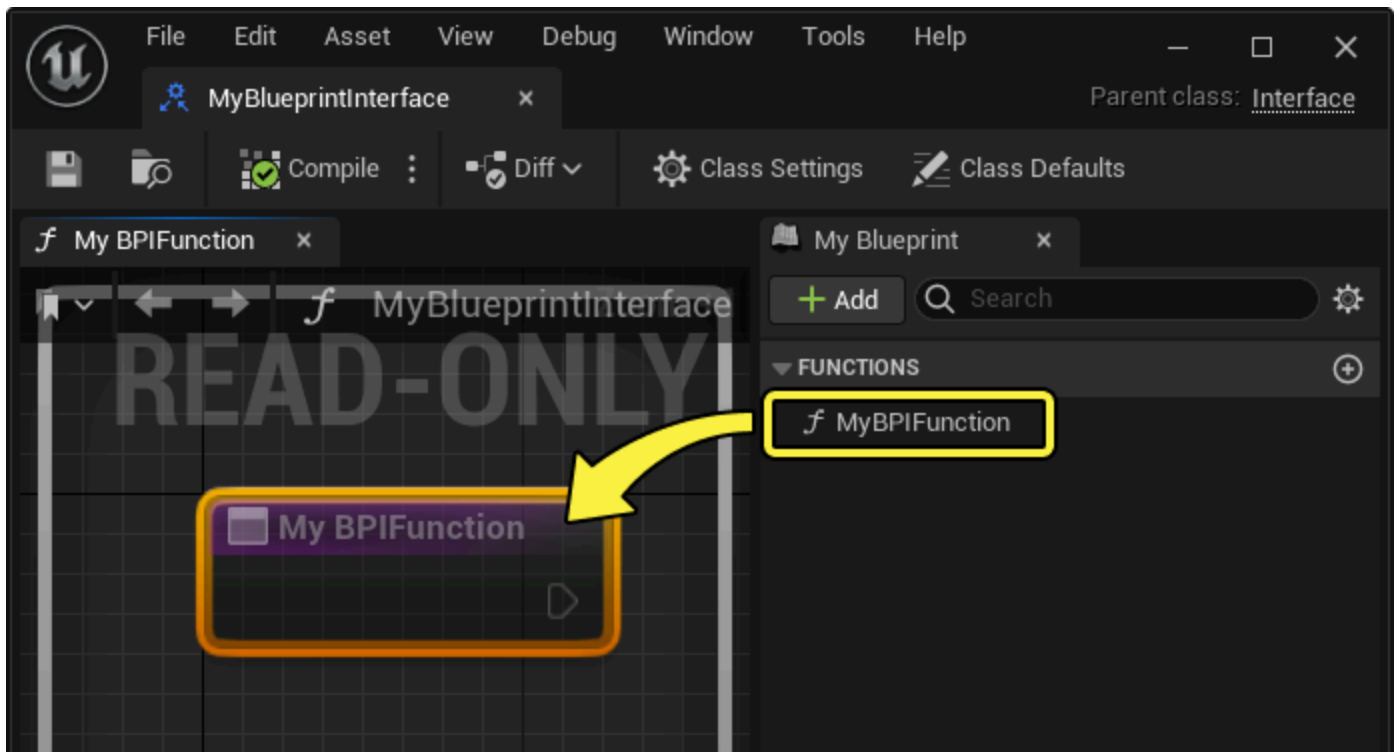 File Edit Asset View Debug Window Tools Help
MyBlueprintInterface
Parent class: Interface
Compile Diff Class Settings Class Defaults
My BPIFunction
My Blueprint
MyBlueprintInterface
Add Search
READ-ONLY
FUNCTIONS
MyBPIFunction
My BPIFunction